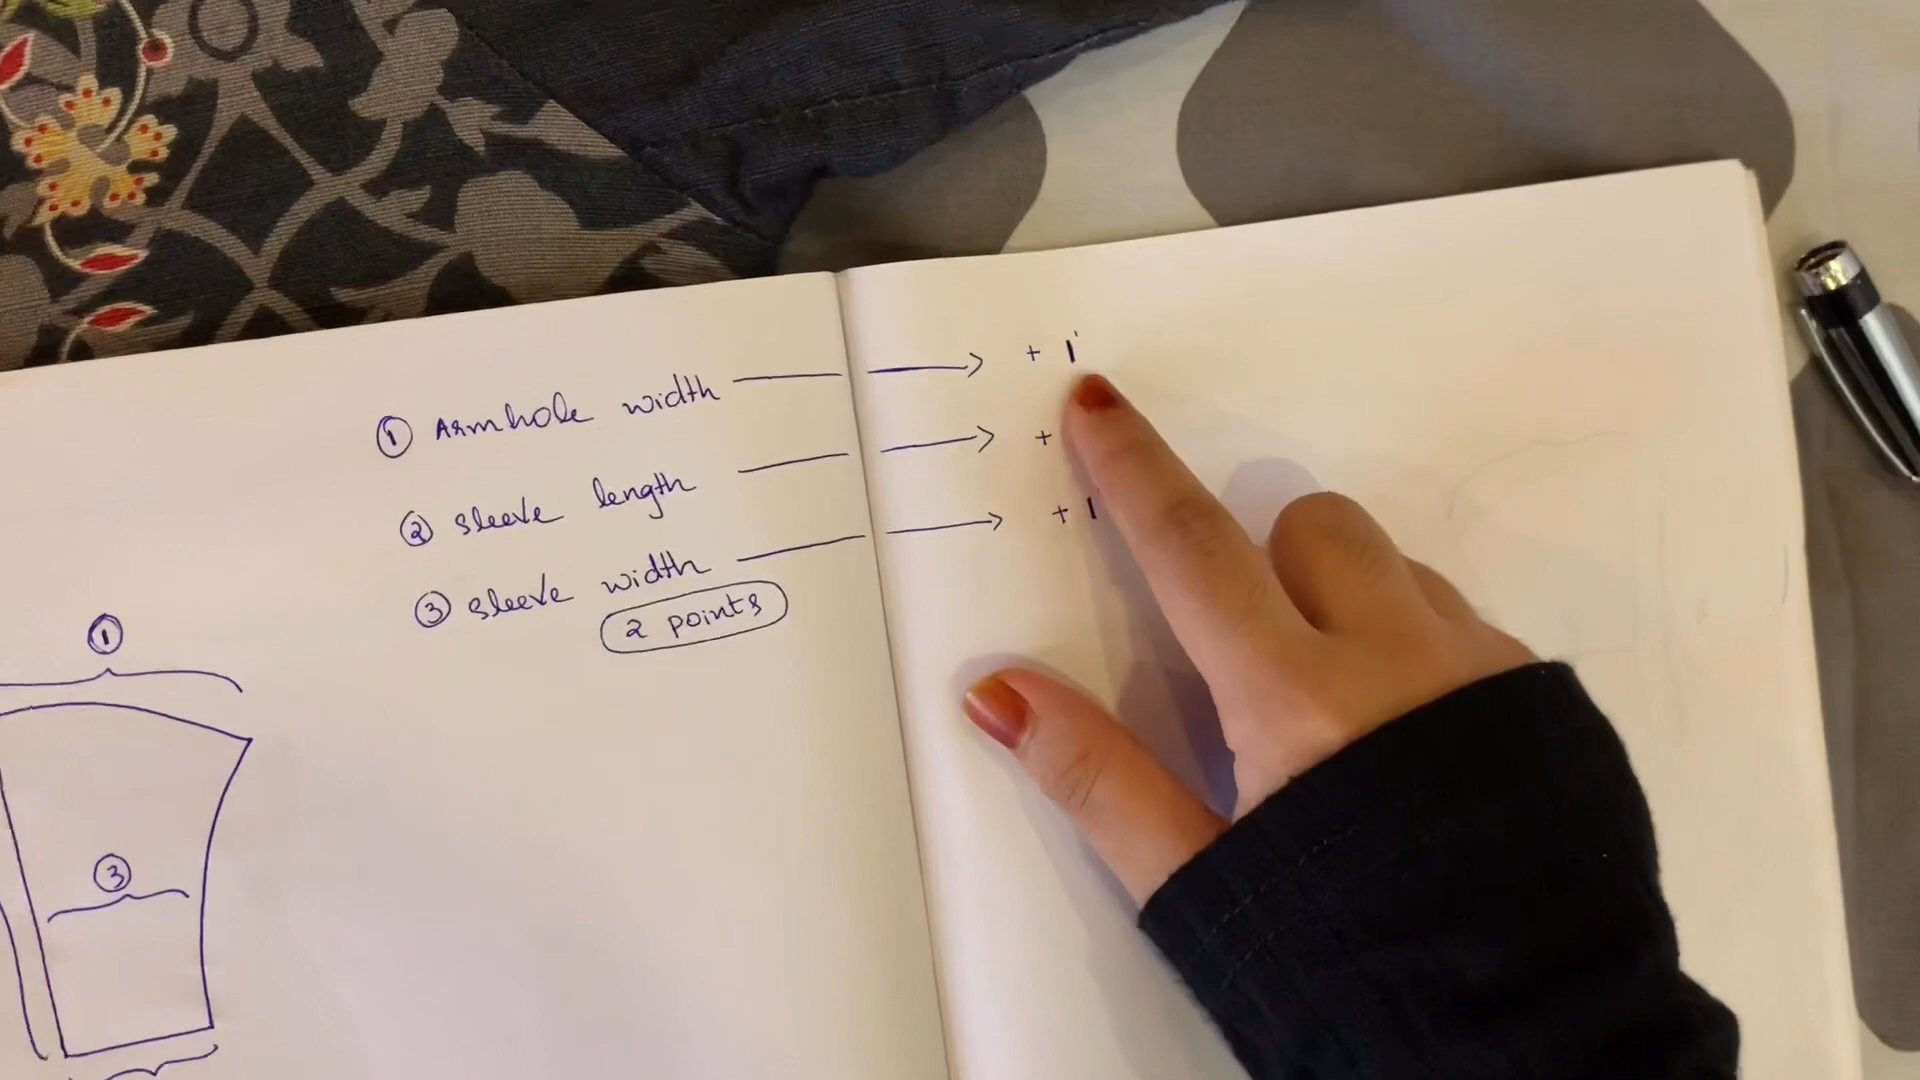 ① Armhole width → + 1'
② sleeve length → +
③ sleeve width → + 1
2 points
①
③